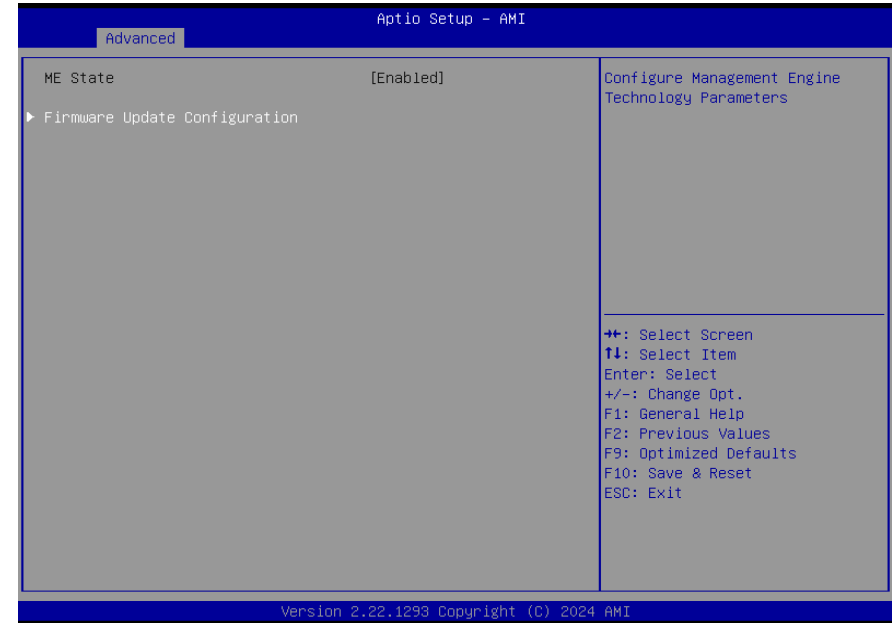 Aptio Setup – AMI
Advanced
ME State [Enabled]
▶ Firmware Update Configuration
Configure Management Engine
Technology Parameters
→←: Select Screen
↑↓: Select Item
Enter: Select
+/-: Change Opt.
F1: General Help
F2: Previous Values
F9: Optimized Defaults
F10: Save & Reset
ESC: Exit
Version 2.22.1293 Copyright (C) 2024 AMI